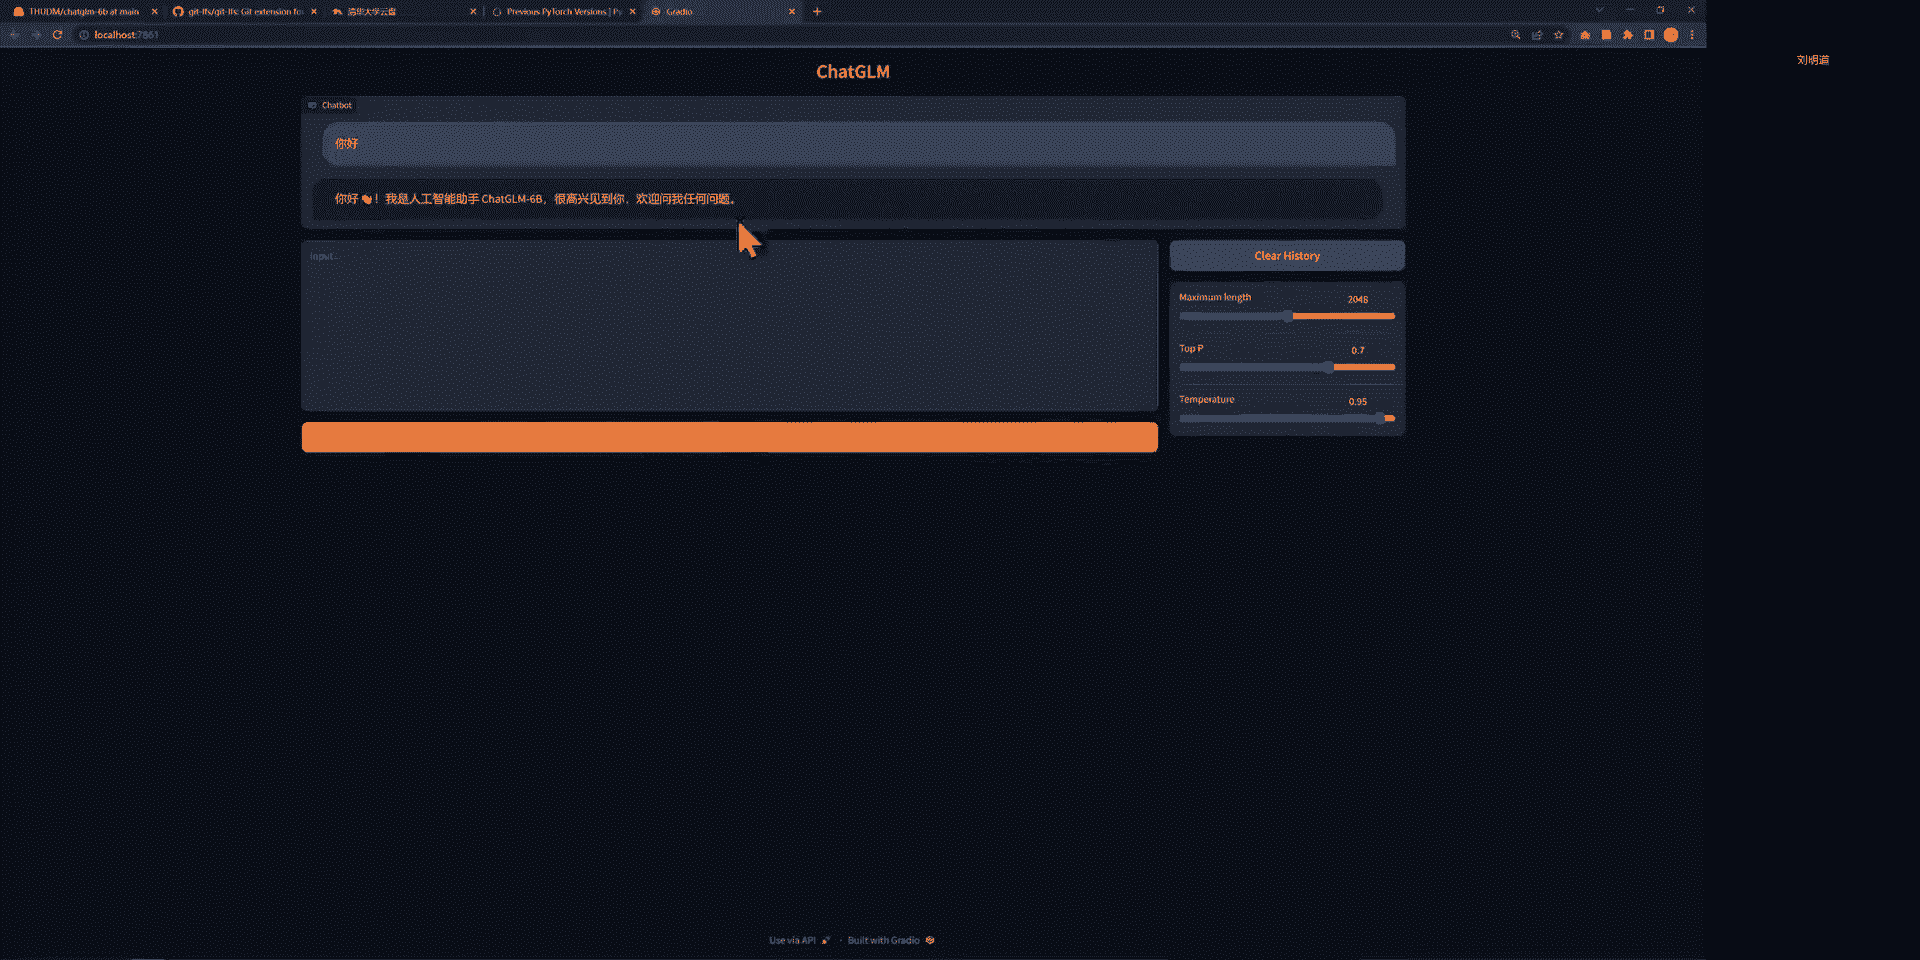 THUDM/chatglm-6b at main
git-lfs/git-lfs: Git extension fo
清华大学云盘
Previous PyTorch Versions | Py
Gradio
localhost:7861
刘明道
ChatGLM
Chatbot
你好
你好👋！我是人工智能助手 ChatGLM-6B，很高兴见到你，欢迎问我任何问题。
input...
Clear History
Maximum length
2048
Top P
0.7
Temperature
0.95
Use via API · Built with Gradio